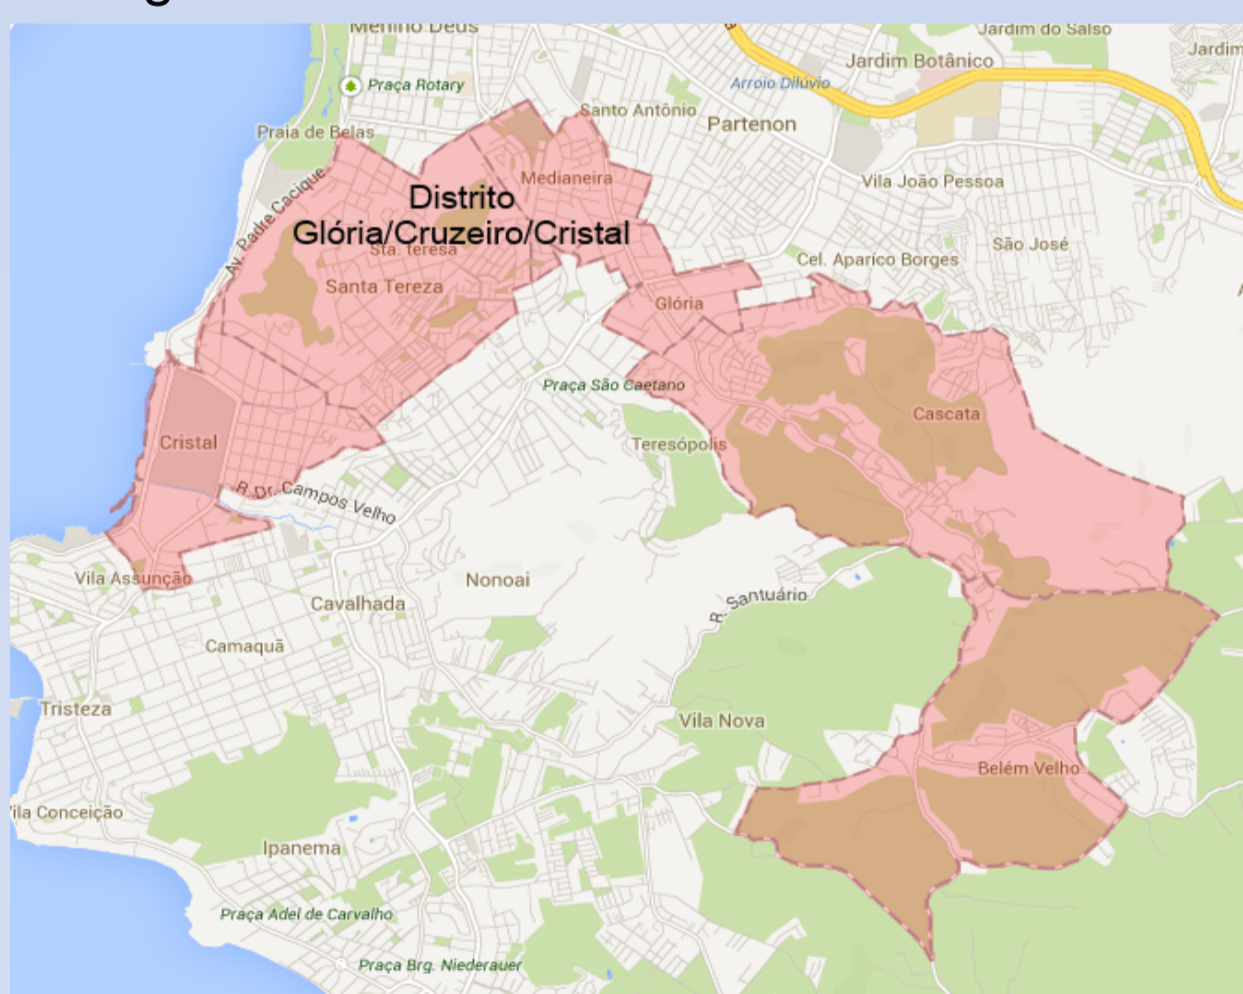 Menino Deus
Jardim do Salso
Jardim
Jardim Botânico
Praça Rotary
Arroio Dilúvio
Santo Antônio
Partenon
Praia de Belas
Medianeira
Vila João Pessoa
Distrito
Glória/Cruzeiro/Cristal
Av. Padre Cacique
Sta. teresa
São José
Cel. Aparíco Borges
Santa Tereza
Glória
Praça São Caetano
Cascata
Cristal
Teresópolis
R. Dr. Campos Velho
Vila Assunção
Nonoai
R. Santuário
Cavalhada
Camaquã
Tristeza
Vila Nova
Belém Velho
ila Conceição
Ipanema
Praça Adel de Carvalho
Praça Brg. Niederauer